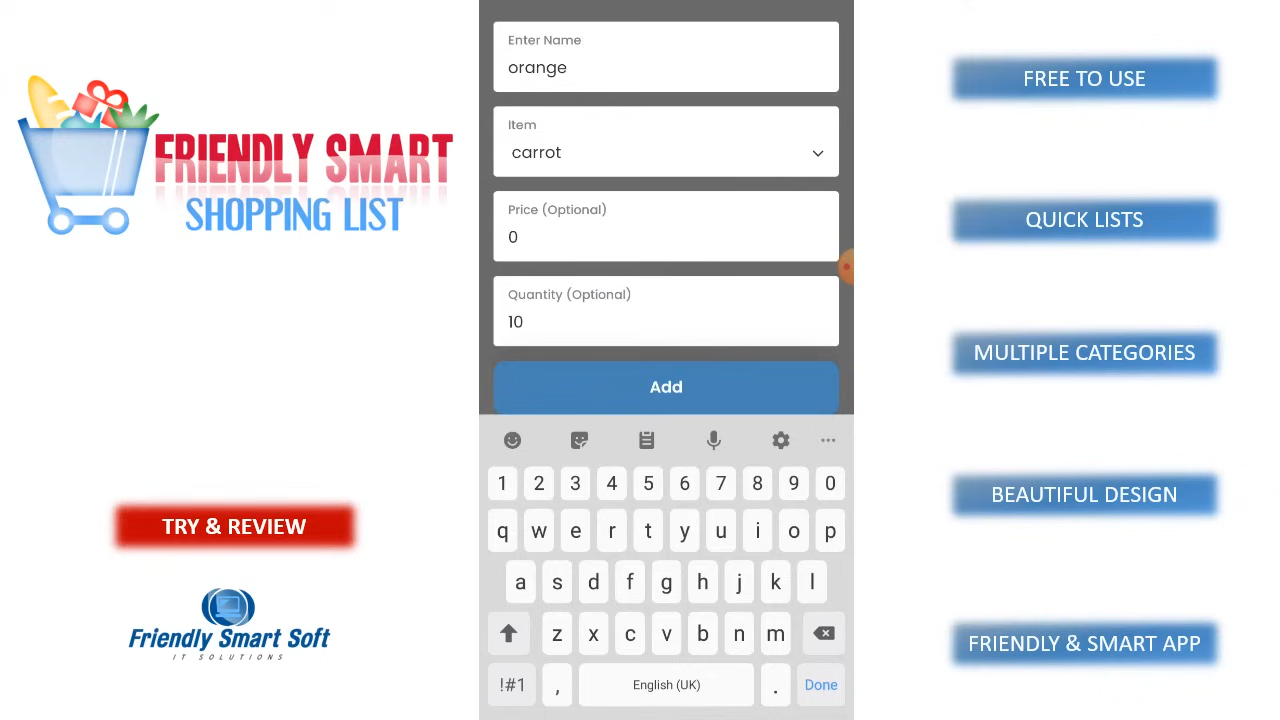 FRIENDLY SMART
SHOPPING LIST
TRY & REVIEW
Friendly Smart Soft
IT SOLUTIONS
Enter Name
orange
Item
carrot
Price (Optional)
0
Quantity (Optional)
10
Add
1 2 3 4 5 6 7 8 9 0
q w e r t y u i o p
a s d f g h j k l
z x c v b n m
!#1 , English (UK) . Done
FREE TO USE
QUICK LISTS
MULTIPLE CATEGORIES
BEAUTIFUL DESIGN
FRIENDLY & SMART APP